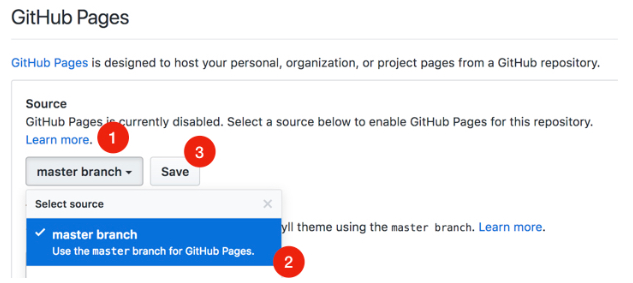 GitHub Pages
GitHub Pages is designed to host your personal, organization, or project pages from a GitHub repository.
Source
GitHub Pages is currently disabled. Select a source below to enable GitHub Pages for this repository.
Learn more.
1
3
master branch
Save
Select source
master branch
yll theme using the master branch. Learn more.
Use the master branch for GitHub Pages.
2